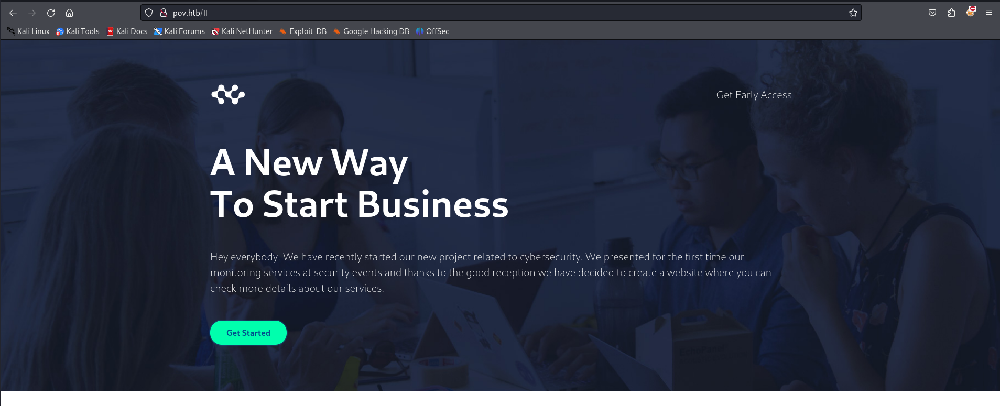 pov.htb/#
Kali Linux Kali Tools Kali Docs Kali Forums Kali NetHunter Exploit-DB Google Hacking DB OffSec
Get Early Access
A New Way
To Start Business
Hey everybody! We have recently started our new project related to cybersecurity. We presented for the first time our
monitoring services at security events and thanks to the good reception we have decided to create a website where you can
check more details about our services.
Get Started